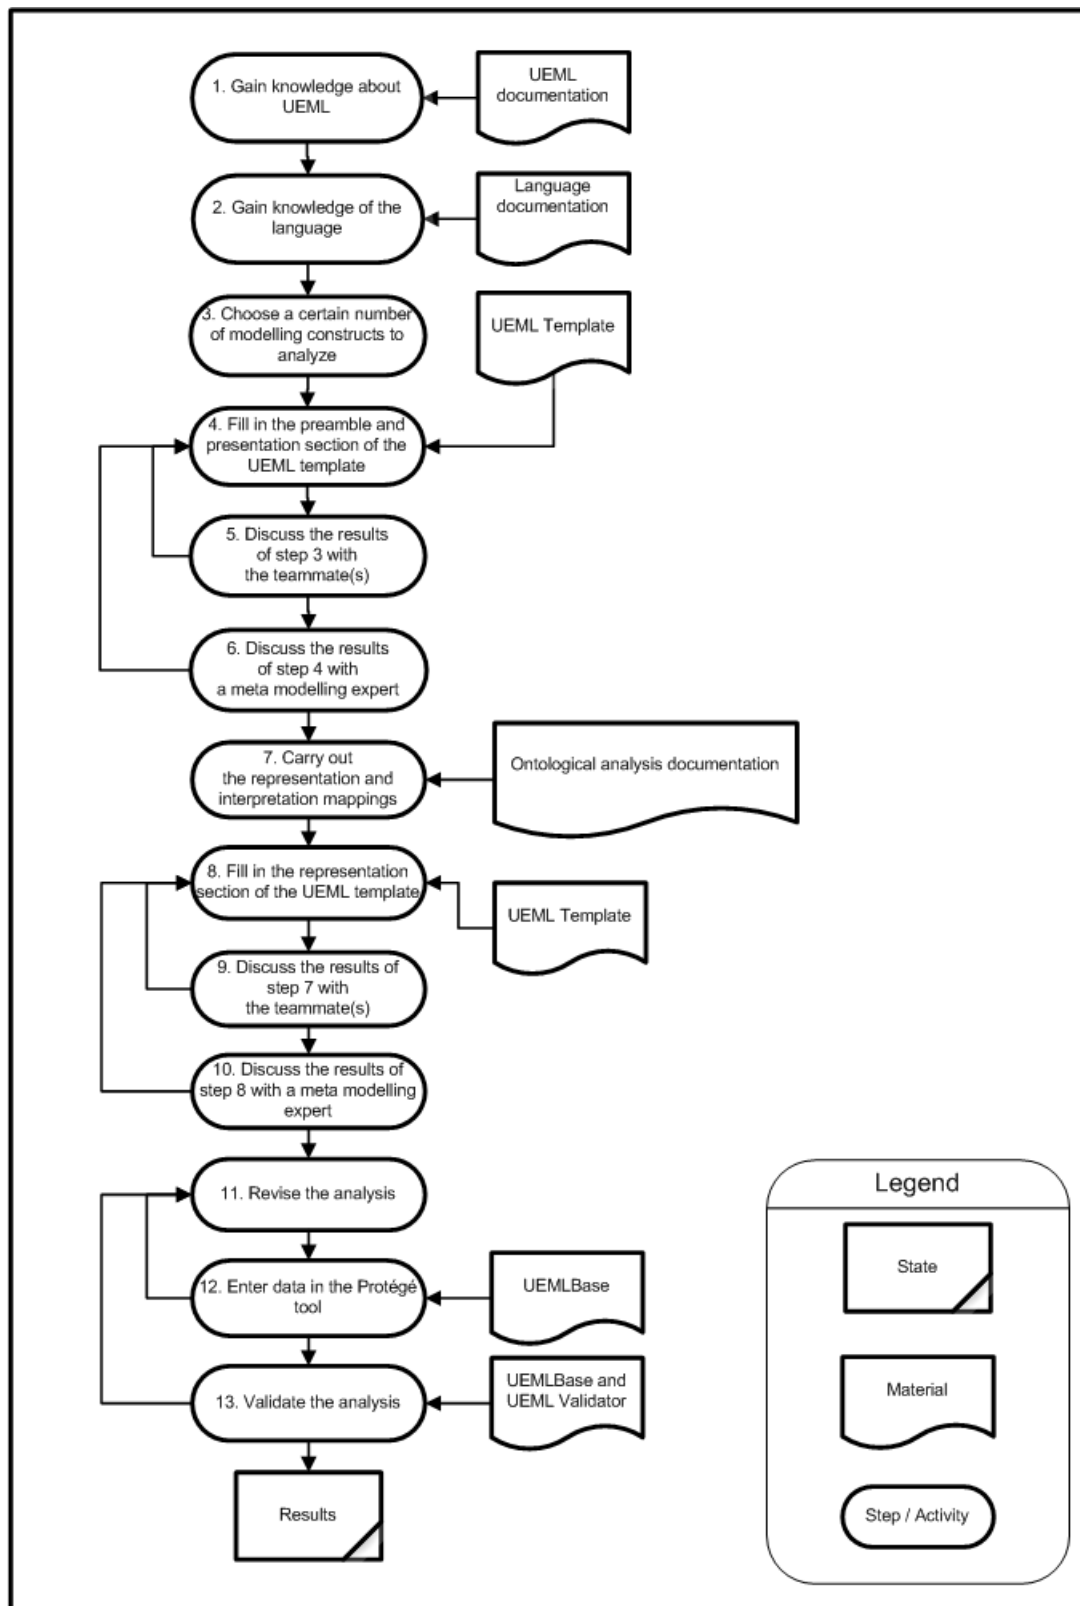 1. Gain knowledge about
UEML
UEML
documentation
2. Gain knowledge of the
language
Language
documentation
3. Choose a certain number
of modelling constructs to
analyze
UEML Template
4. Fill in the preamble and
presentation section of the
UEML template
5. Discuss the results
of step 3 with
the teammate(s)
6. Discuss the results
of step 4 with
a meta modelling expert
7. Carry out
the representation and
interpretation mappings
Ontological analysis documentation
8. Fill in the representation
section of the UEML template
UEML Template
9. Discuss the results of
step 7 with
the teammate(s)
10. Discuss the results of
step 8 with a meta modelling
expert
11. Revise the analysis
12. Enter data in the Protégé
tool
UEMLBase
13. Validate the analysis
UEMLBase and
UEML Validator
Results
Legend
State
Material
Step / Activity